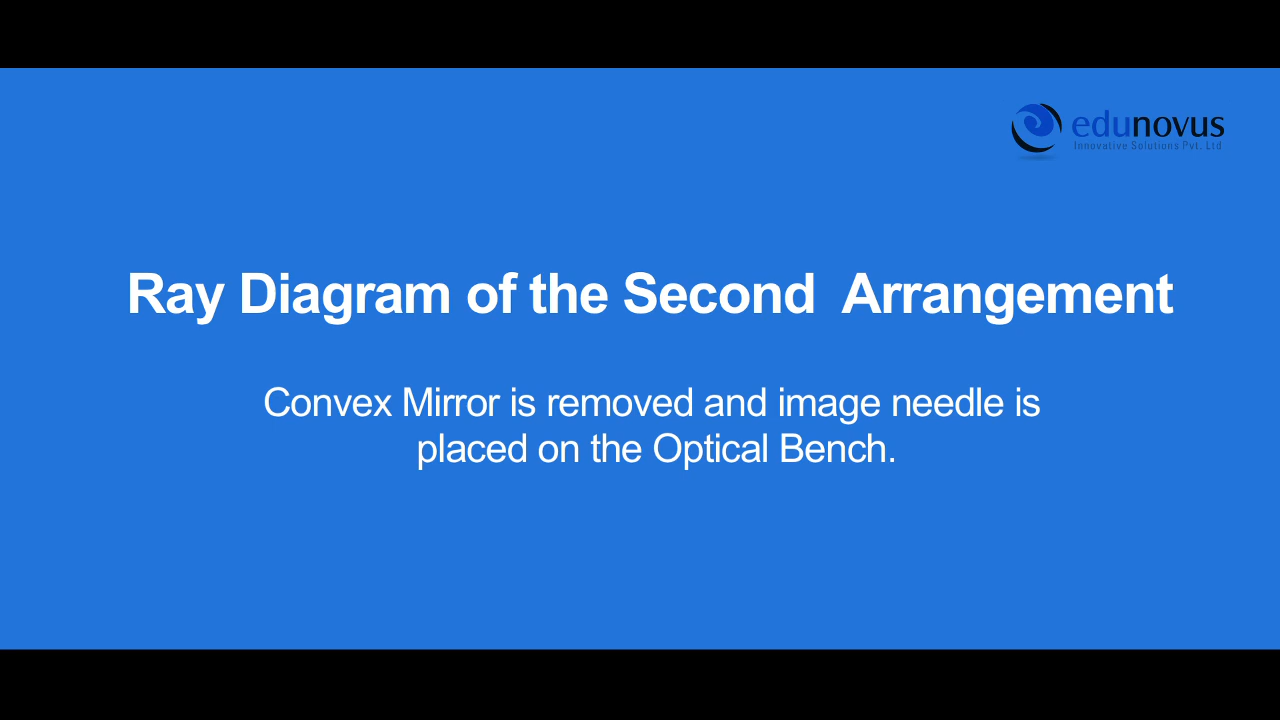 edunovus
Innovative Solutions Pvt. Ltd
Ray Diagram of the Second  Arrangement
Convex Mirror is removed and image needle is
placed on the Optical Bench.